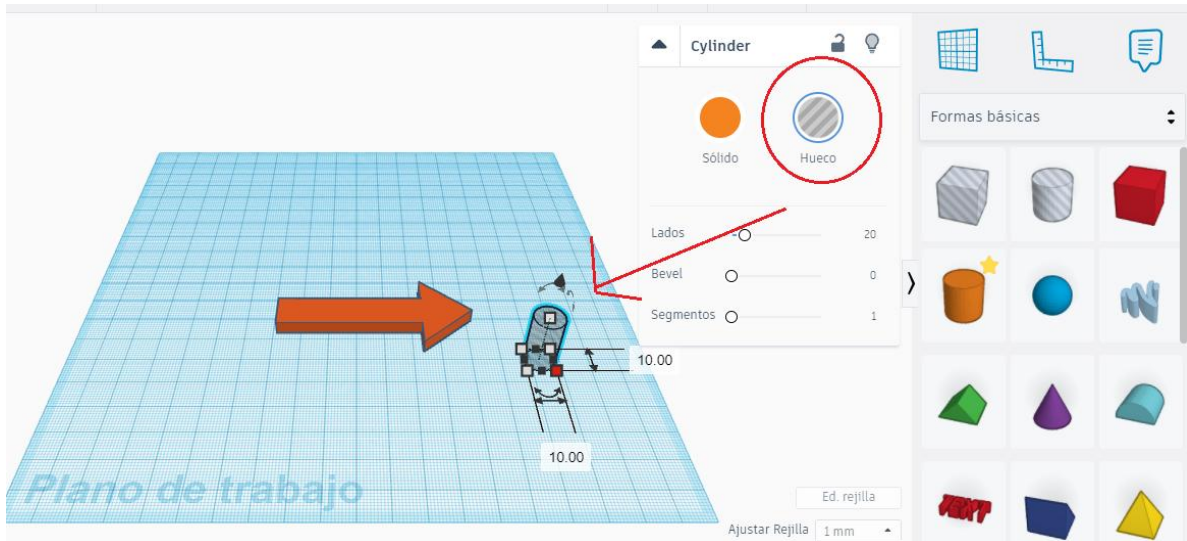 Cylinder
Formas básicas
Sólido
Hueco
Lados 20
Bevel 0
Segmentos 1
10.00
10.00
Plano de trabajo
TEXT
Ed. rejilla
Ajustar Rejilla 1 mm